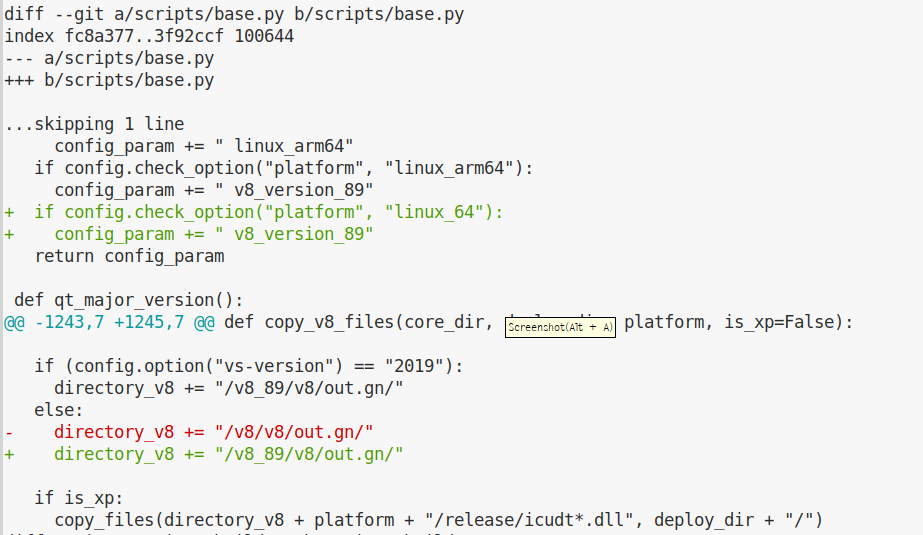 diff --git a/scripts/base.py b/scripts/base.py
index fc8a377..3f92ccf 100644
--- a/scripts/base.py
+++ b/scripts/base.py
...skipping 1 line
     config_param += " linux_arm64"
   if config.check_option("platform", "linux_arm64"):
     config_param += " v8_version_89"
+  if config.check_option("platform", "linux_64"):
+    config_param += " v8_version_89"
   return config_param
 def qt_major_version():
@@ -1243,7 +1245,7 @@ def copy_v8_files(core_dir, platform, is_xp=False):
Screenshot(Alt + A)
   if (config.option("vs-version") == "2019"):
     directory_v8 += "/v8_89/v8/out.gn/"
   else:
-    directory_v8 += "/v8/v8/out.gn/"
+    directory_v8 += "/v8_89/v8/out.gn/"
   if is_xp:
     copy_files(directory_v8 + platform + "/release/icudt*.dll", deploy_dir + "/")